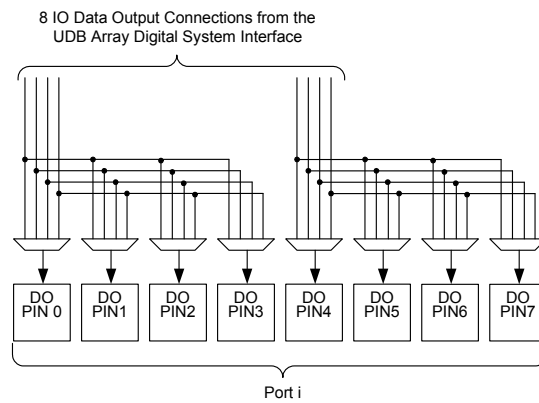 8 IO Data Output Connections from the
UDB Array Digital System Interface
DO
PIN 0
DO
PIN1
DO
PIN2
DO
PIN3
DO
PIN4
DO
PIN5
DO
PIN6
DO
PIN7
Port i